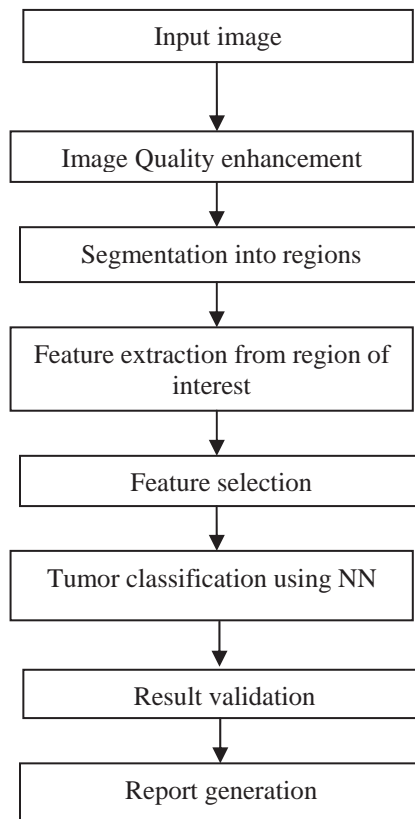 Input image
Image Quality enhancement
Segmentation into regions
Feature extraction from region of
interest
Feature selection
Tumor classification using NN
Result validation
Report generation